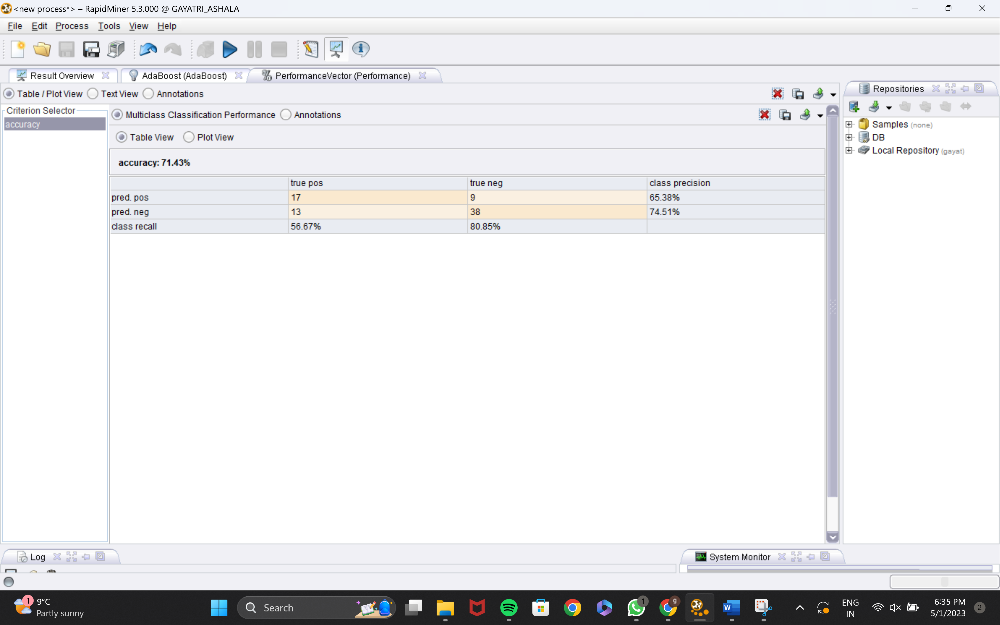 <new process*> – RapidMiner 5.3.000 @ GAYATRI_ASHALA
File Edit Process Tools View Help
Result Overview AdaBoost (AdaBoost) PerformanceVector (Performance)
Table / Plot View Text View Annotations
Criterion Selector
accuracy
Multiclass Classification Performance Annotations
Table View Plot View
accuracy: 71.43%
true pos true neg class precision
pred. pos 17 9 65.38%
pred. neg 13 38 74.51%
class recall 56.67% 80.85%
Repositories
Samples (none)
DB
Local Repository (gayat)
Log
System Monitor
1
9°C
Partly sunny
Search
1
g
ENG
IN
6:35 PM
5/1/2023
2